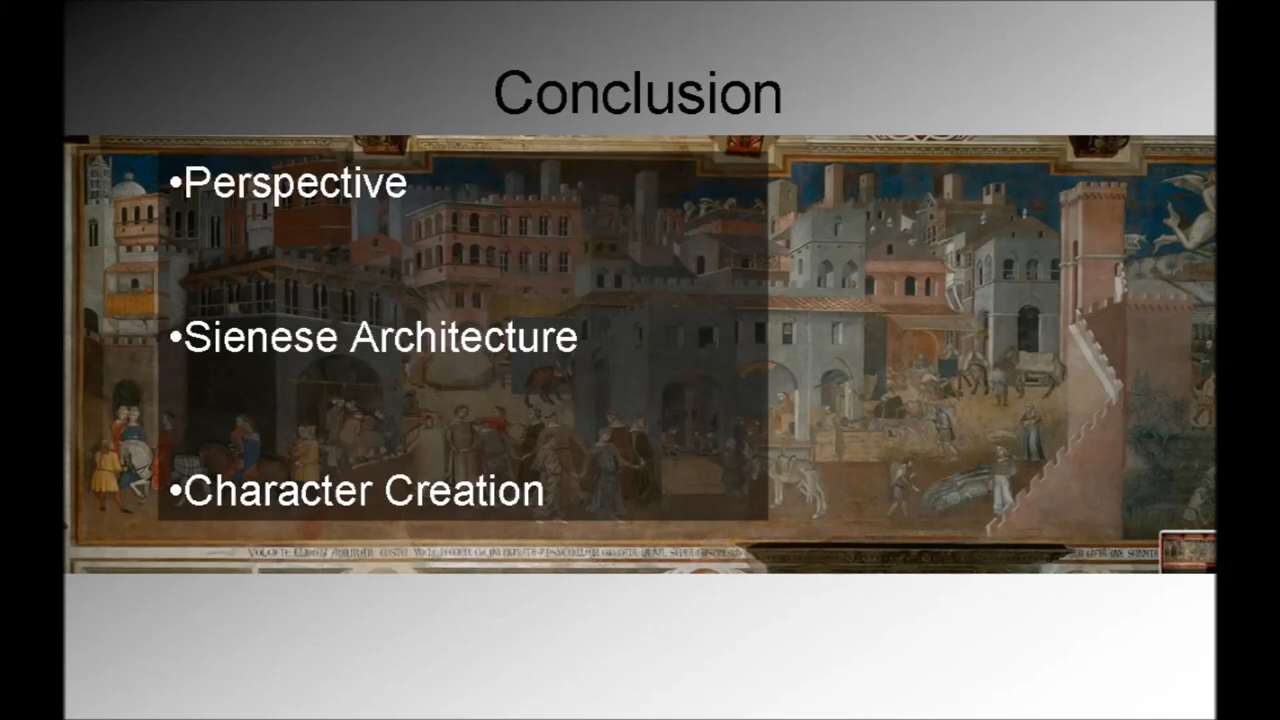 Conclusion
•Perspective
•Sienese Architecture
•Character Creation